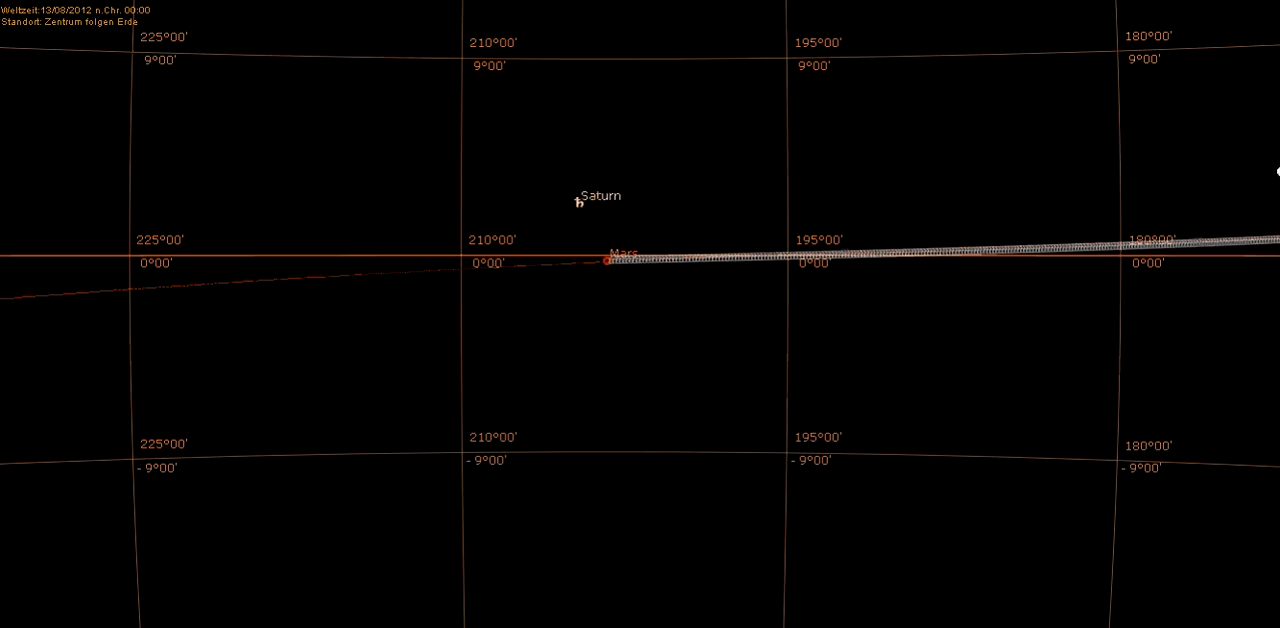 Weltzeit:13/08/2012 n.Chr. 00:00
Standort: Zentrum folgen Erde
225°00' 210°00' 195°00' 180°00'
9°00' 9°00' 9°00' 9°00'
Saturn
225°00' 210°00' 195°00' 180°00'
Mars
0°00' 0°00' 0°00' 0°00'
225°00' 210°00' 195°00' 180°00'
- 9°00' - 9°00' - 9°00' - 9°00'